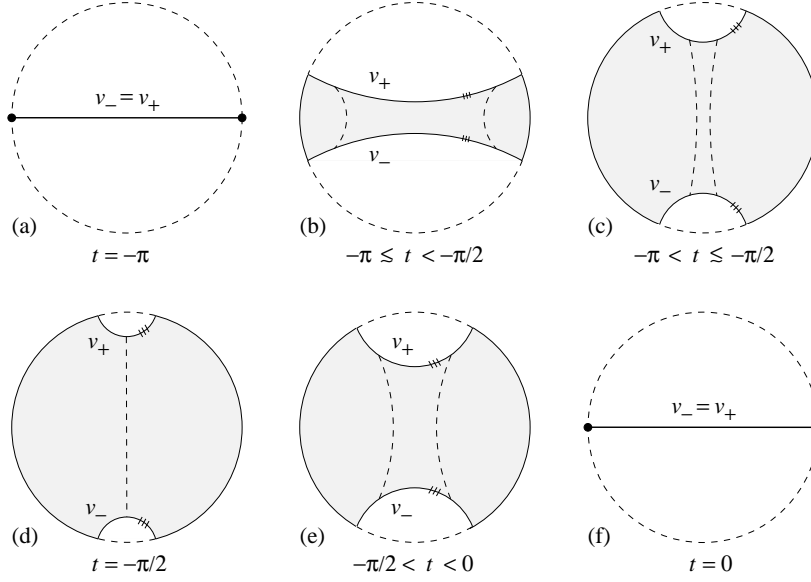 v₋ = v₊
(a)
t = −π
v₊
v₋
(b)
−π ≲ t < −π/2
v₊
v₋
(c)
−π < t ≲ −π/2
v₊
v₋
(d)
t = −π/2
v₊
v₋
(e)
−π/2 < t < 0
v₋ = v₊
(f)
t = 0